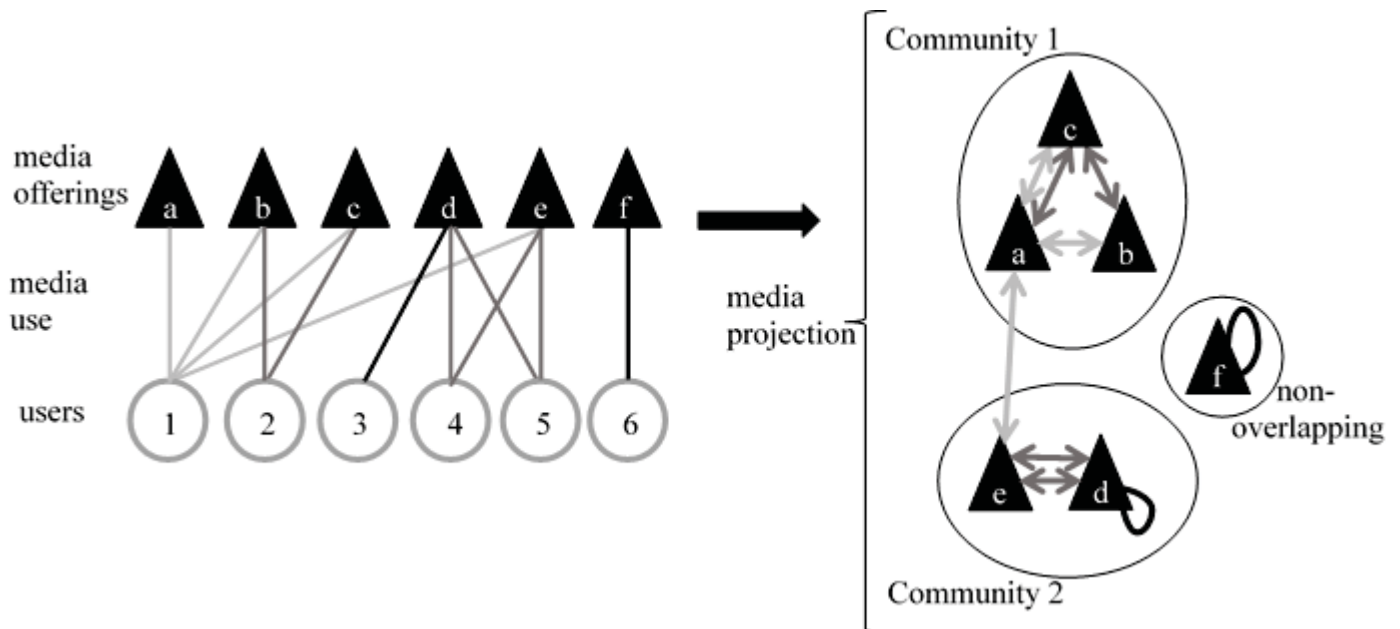 media
offerings
a b c d e f
media
use
users
1 2 3 4 5 6
media
projection
Community 1
c
a b
f
non-
overlapping
e d
Community 2